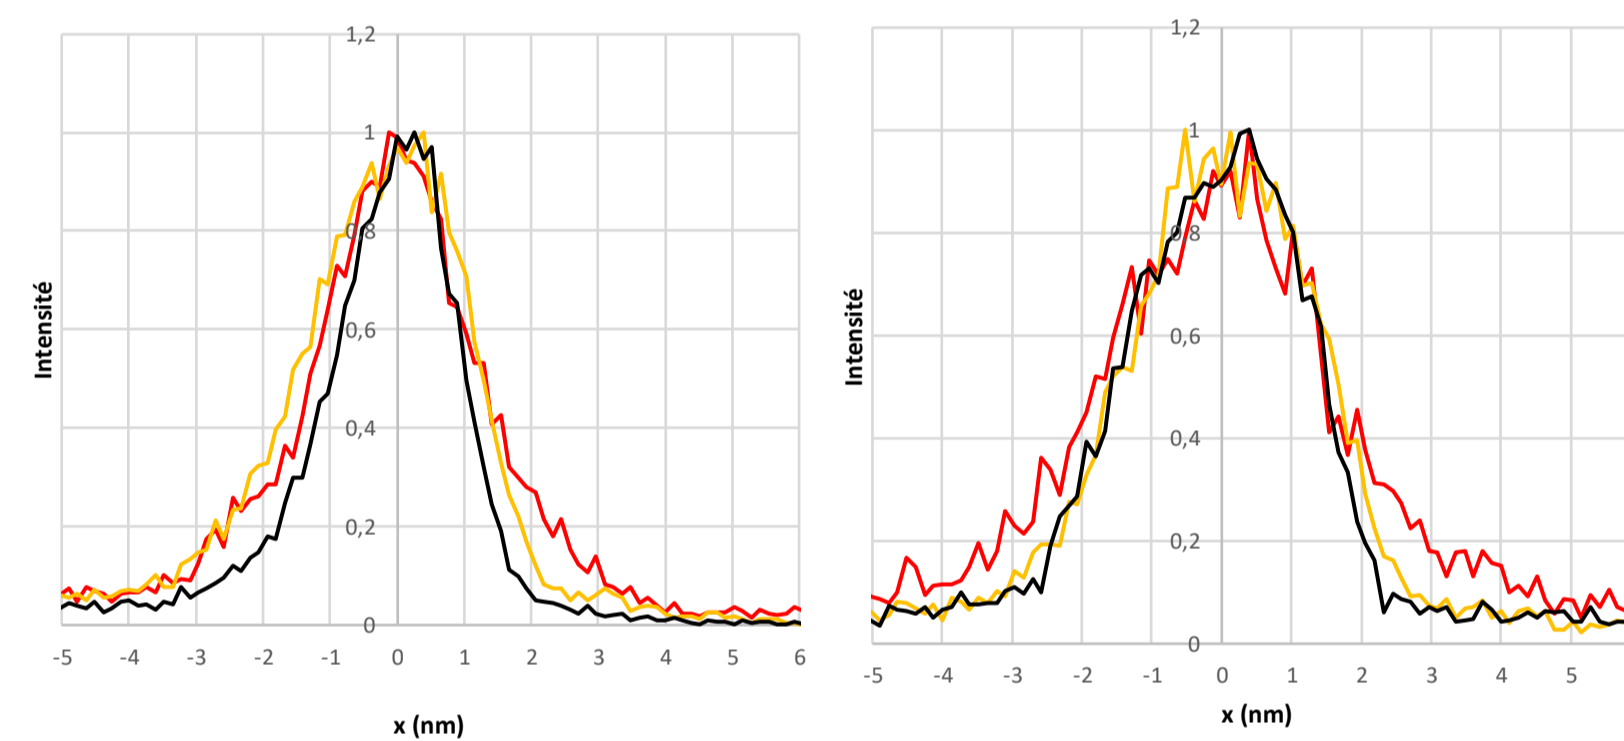 1,2
1
0,8
0,6
0,4
0,2
0
-5 -4 -3 -2 -1 0 1 2 3 4 5 6
Intensité
x (nm)
1,2
1
0,8
0,6
0,4
0,2
0
-5 -4 -3 -2 -1 0 1 2 3 4 5
Intensité
x (nm)